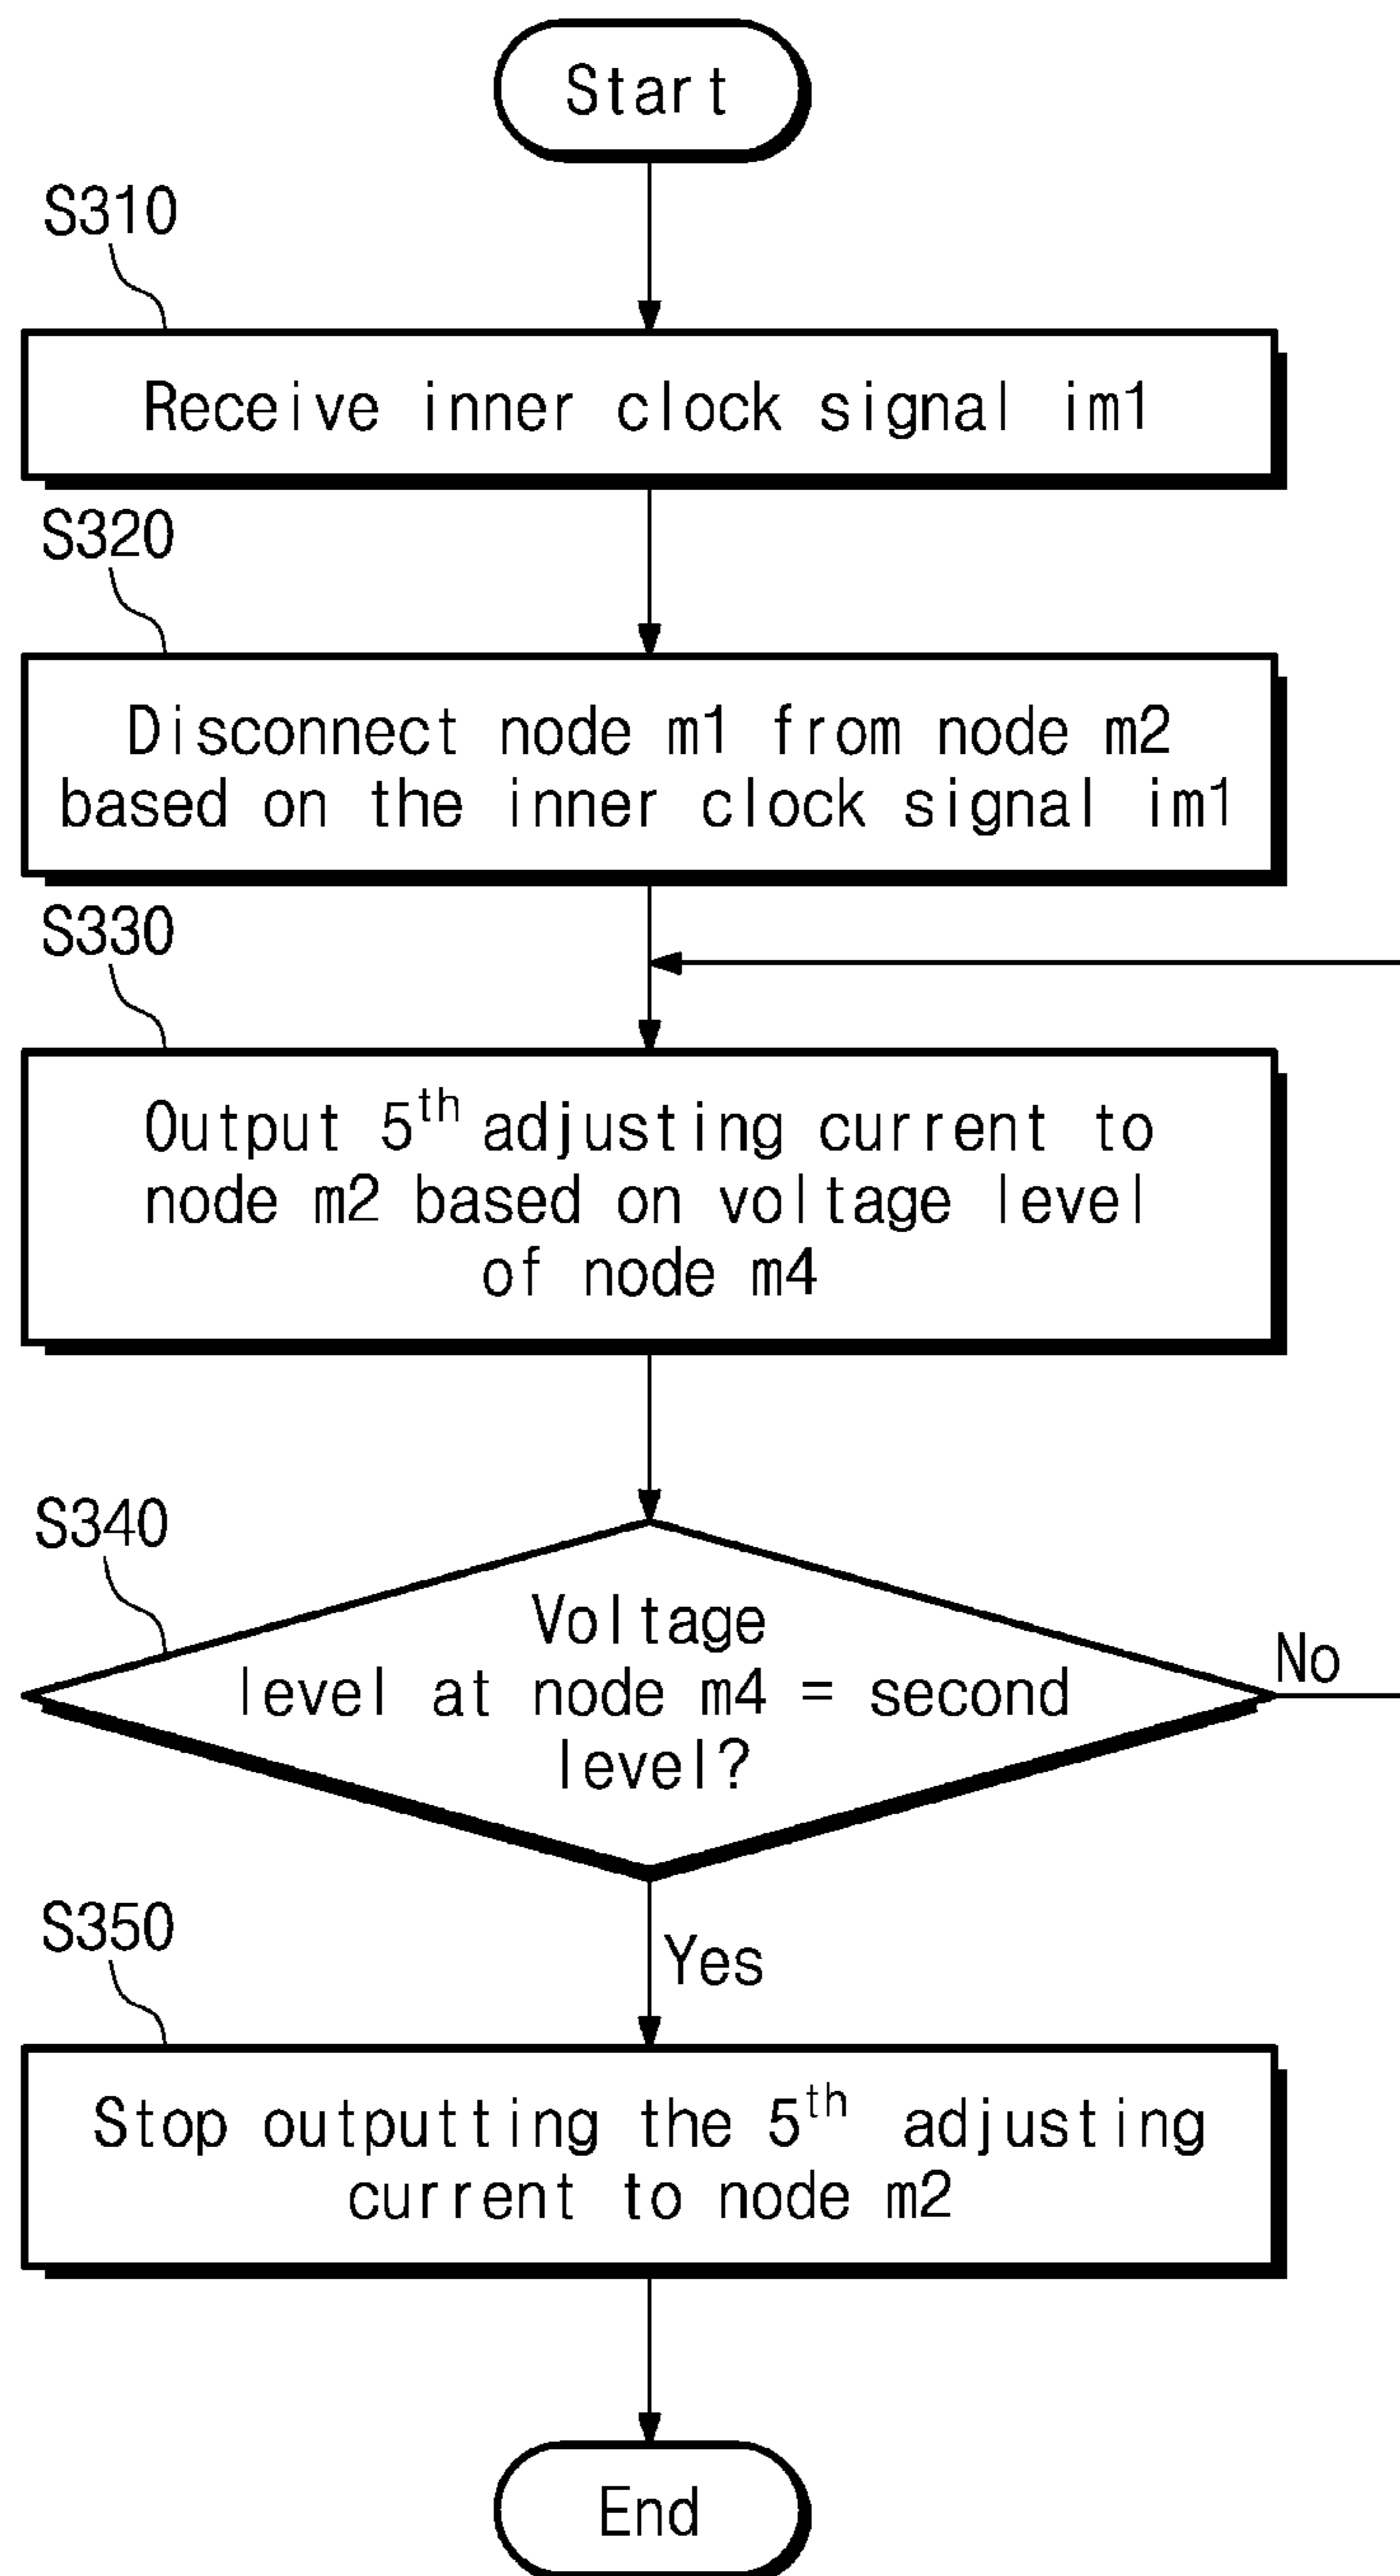 Start
S310
Receive inner clock signal im1
S320
Disconnect node m1 from node m2
based on the inner clock signal im1
S330
Output 5th adjusting current to
node m2 based on voltage level
of node m4
S340
Voltage
level at node m4 = second
level?
No
Yes
S350
Stop outputting the 5th adjusting
current to node m2
End